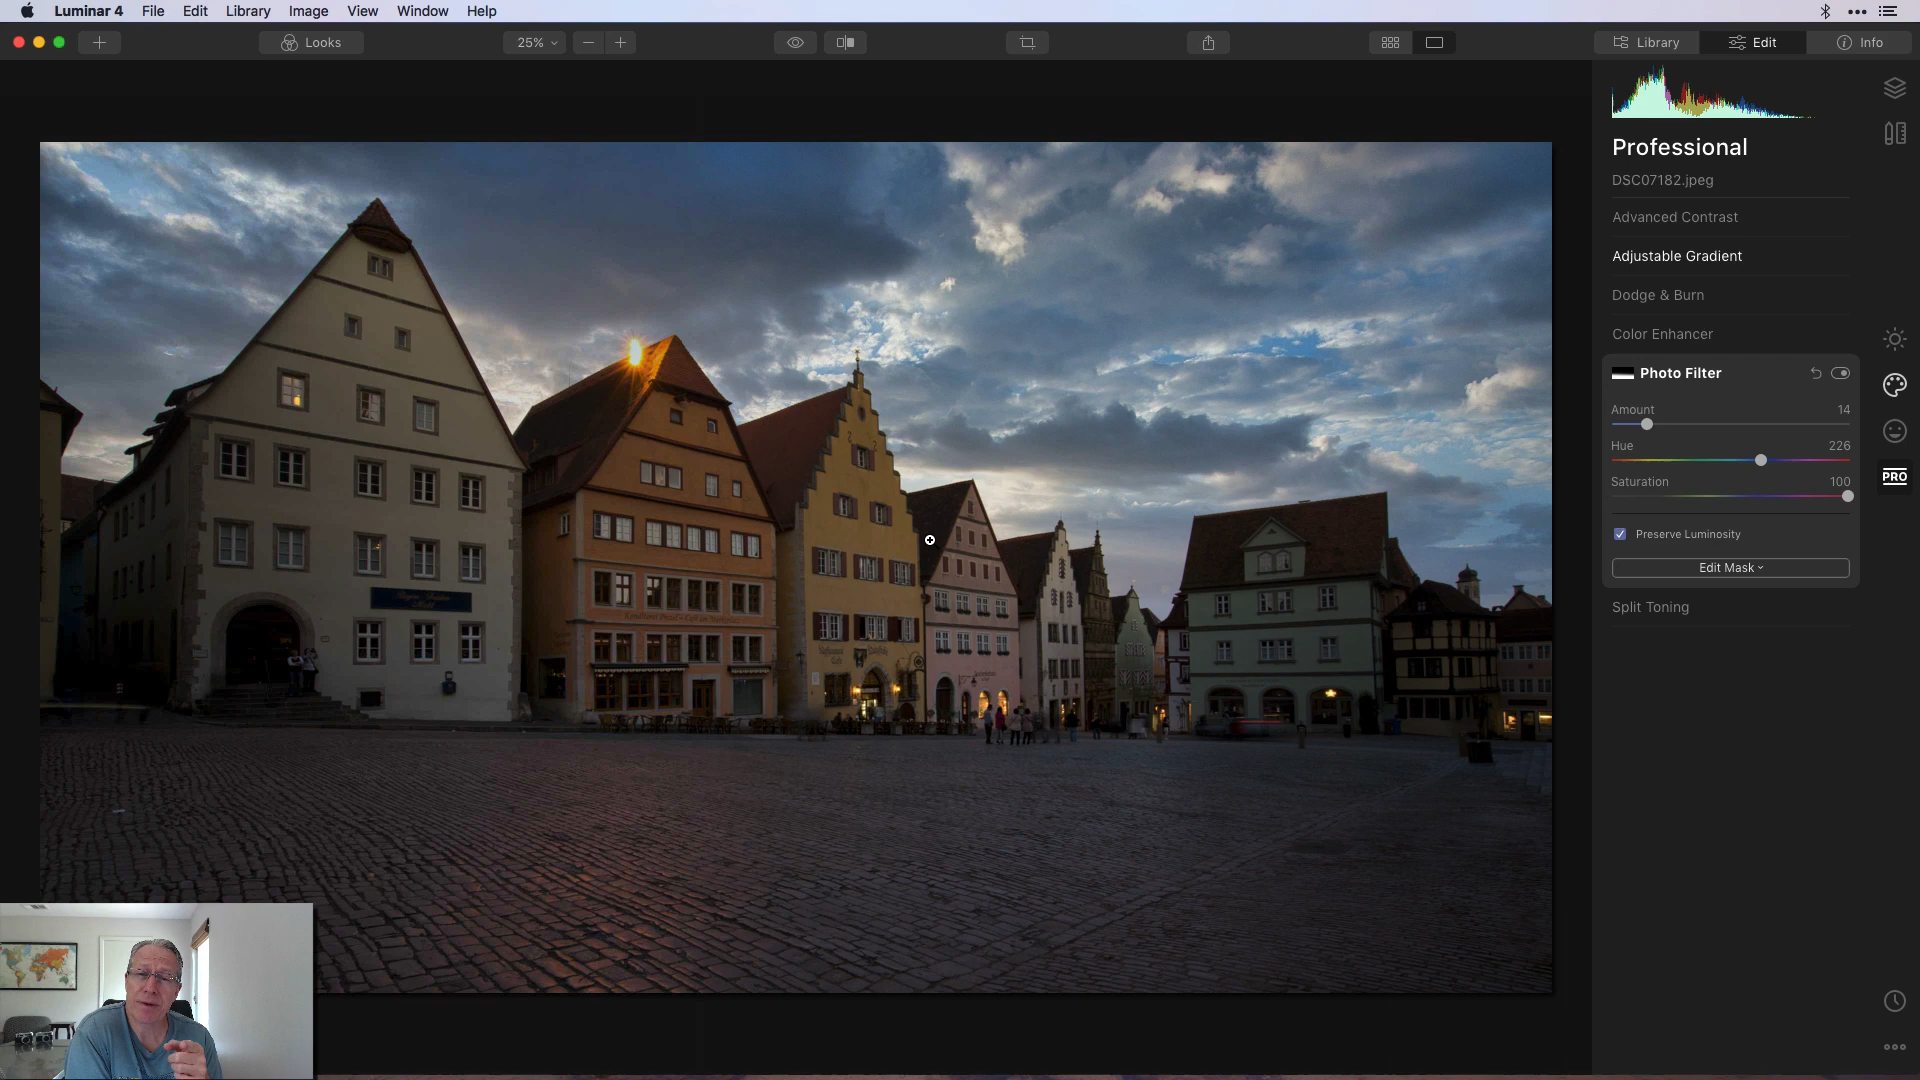 Luminar 4 File Edit Library Image View Window Help
Looks 25% Library Edit Info
Professional
DSC07182.jpeg
Advanced Contrast
Adjustable Gradient
Dodge & Burn
Color Enhancer
Photo Filter
Amount 14
Hue 226
Saturation 100
Preserve Luminosity
Edit Mask
Split Toning
PRO